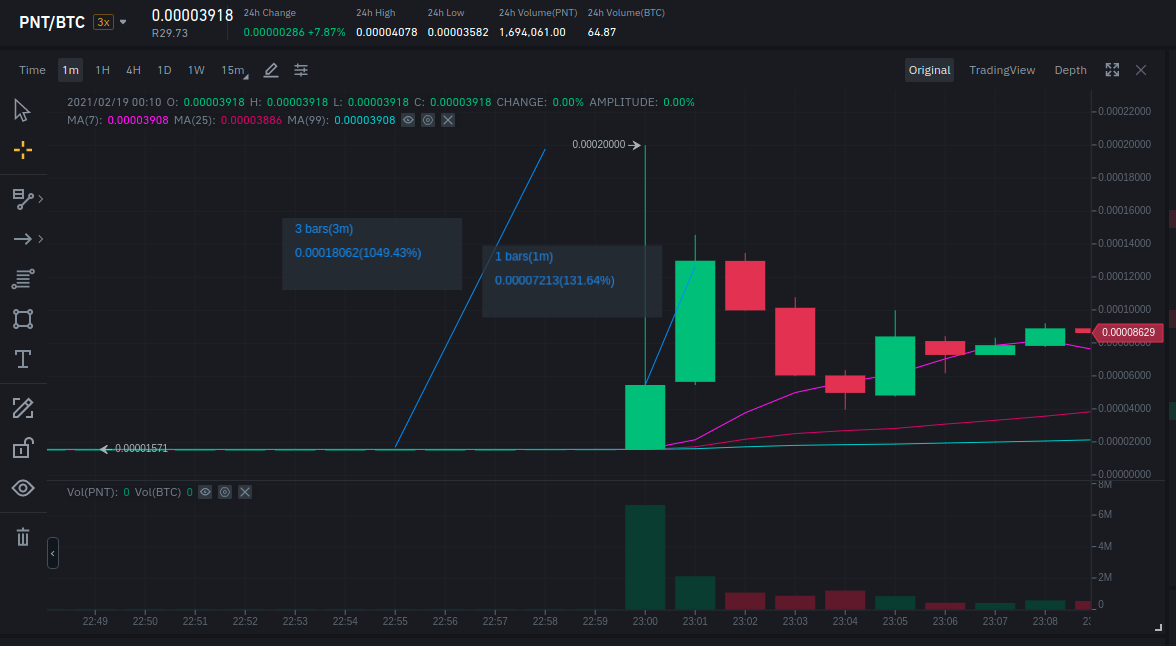 PNT/BTC 3x 0.00003918 R29.73
24h Change 24h High 24h Low 24h Volume(PNT) 24h Volume(BTC)
0.00000286 +7.87% 0.00004078 0.00003582 1,694,061.00 64.87
Time 1m 1H 4H 1D 1W 15m Original TradingView Depth
2021/02/19 00:10 O: 0.00003918 H: 0.00003918 L: 0.00003918 C: 0.00003918 CHANGE: 0.00% AMPLITUDE: 0.00%
MA(7): 0.00003908 MA(25): 0.00003886 MA(99): 0.00003908
0.00022000
0.00020000 0.00020000
0.00018000
3 bars(3m)
0.00018062(1049.43%)
0.00016000
1 bars(1m)
0.00007213(131.64%)
0.00014000
0.00012000
0.00010000
0.00008629
0.00006000
0.00004000
0.00001571
0.00002000
0.00000000
Vol(PNT): 0 Vol(BTC) 0
8M
6M
4M
2M
0
22:49 22:50 22:51 22:52 22:53 22:54 22:55 22:56 22:57 22:58 22:59 23:00 23:01 23:02 23:03 23:04 23:05 23:06 23:07 23:08